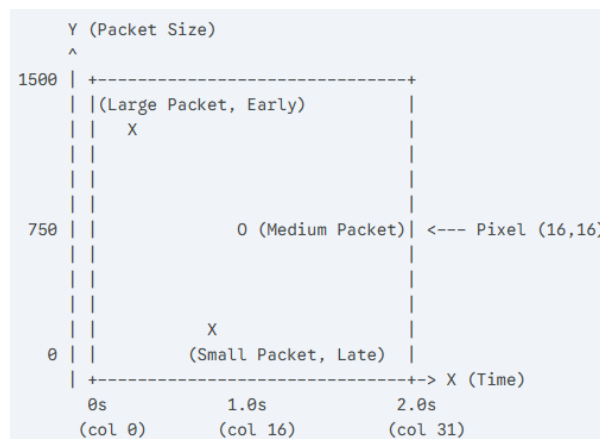 Y (Packet Size)
^
1500 | +------------------------------+
| |(Large Packet, Early) |
| | X |
| | |
| | |
| | |
750 | | O (Medium Packet)| <--- Pixel (16,16)
| | |
| | |
| | |
| | X |
0 | | (Small Packet, Late) |
| +------------------------------+-> X (Time)
0s 1.0s 2.0s
(col 0) (col 16) (col 31)